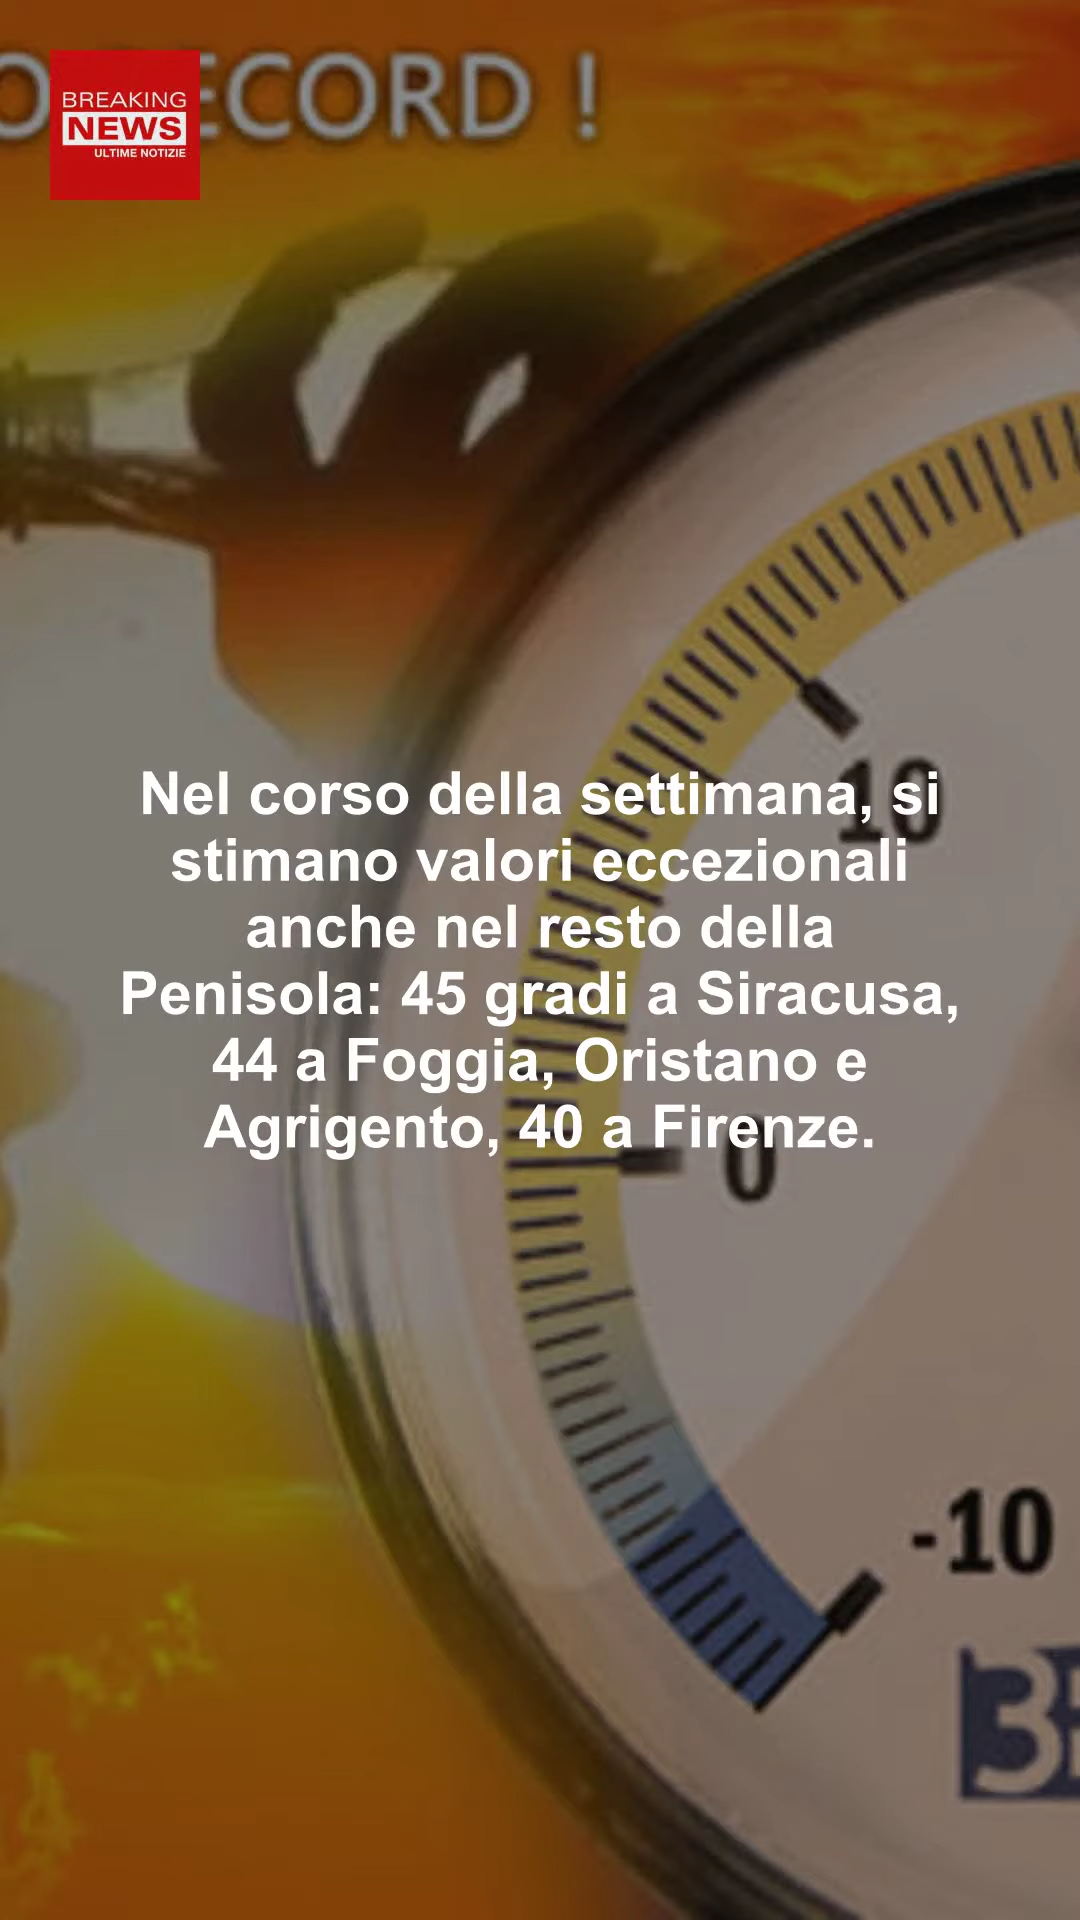 ECORD !
BREAKING
NEWS
ULTIME NOTIZIE
10
Nel corso della settimana, si
stimano valori eccezionali
anche nel resto della
Penisola: 45 gradi a Siracusa,
44 a Foggia, Oristano e
Agrigento, 40 a Firenze.
0
-10